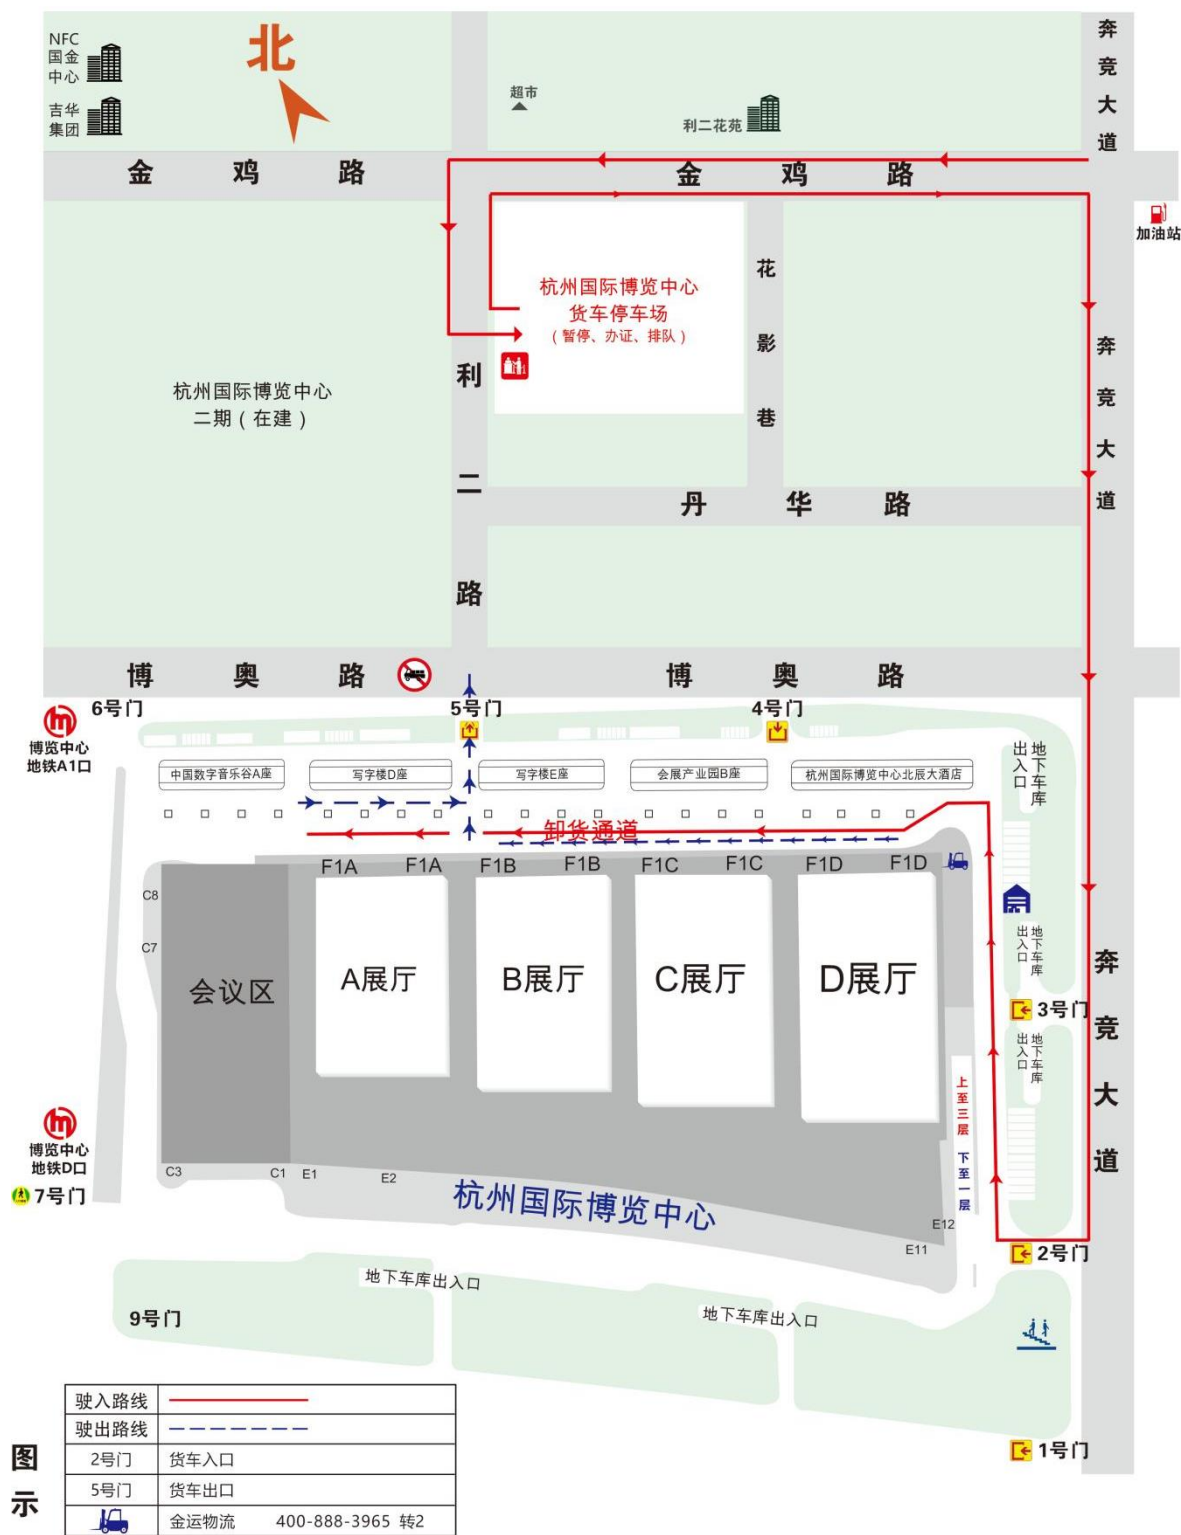 NFC
国金
中心
吉华
集团
北
超市
利二花苑
奔竞大道
金鸡路
金鸡路
加油站
杭州国际博览中心
货车停车场
（暂停、办证、排队）
花影巷
奔竞大道
杭州国际博览中心
二期（在建）
利二路
丹华路
博奥路
博奥路
6号门
5号门
4号门
博览中心
地铁A1口
中国数字音乐谷A座
写字楼D座
写字楼E座
会展产业园B座
杭州国际博览中心北辰大酒店
地下车库
出入口
卸货通道
F1A
F1A
F1B
F1B
F1C
F1C
F1D
F1D
C8
C7
会议区
A展厅
B展厅
C展厅
D展厅
地下车库
出入口
3号门
地下车库
出入口
奔竞大道
上至三层 下至一层
博览中心
地铁D口
7号门
C3
C1
E1
E2
杭州国际博览中心
E12
E11
2号门
地下车库出入口
地下车库出入口
9号门
1号门
图示
驶入路线
驶出路线
2号门 货车入口
5号门 货车出口
金运物流 400-888-3965 转2